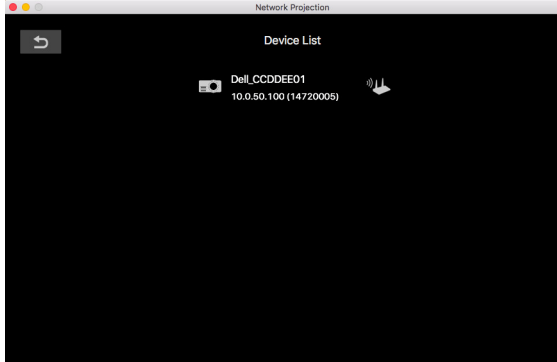 Network Projection
Device List
Dell_CCDDEE01
10.0.50.100 (14720005)